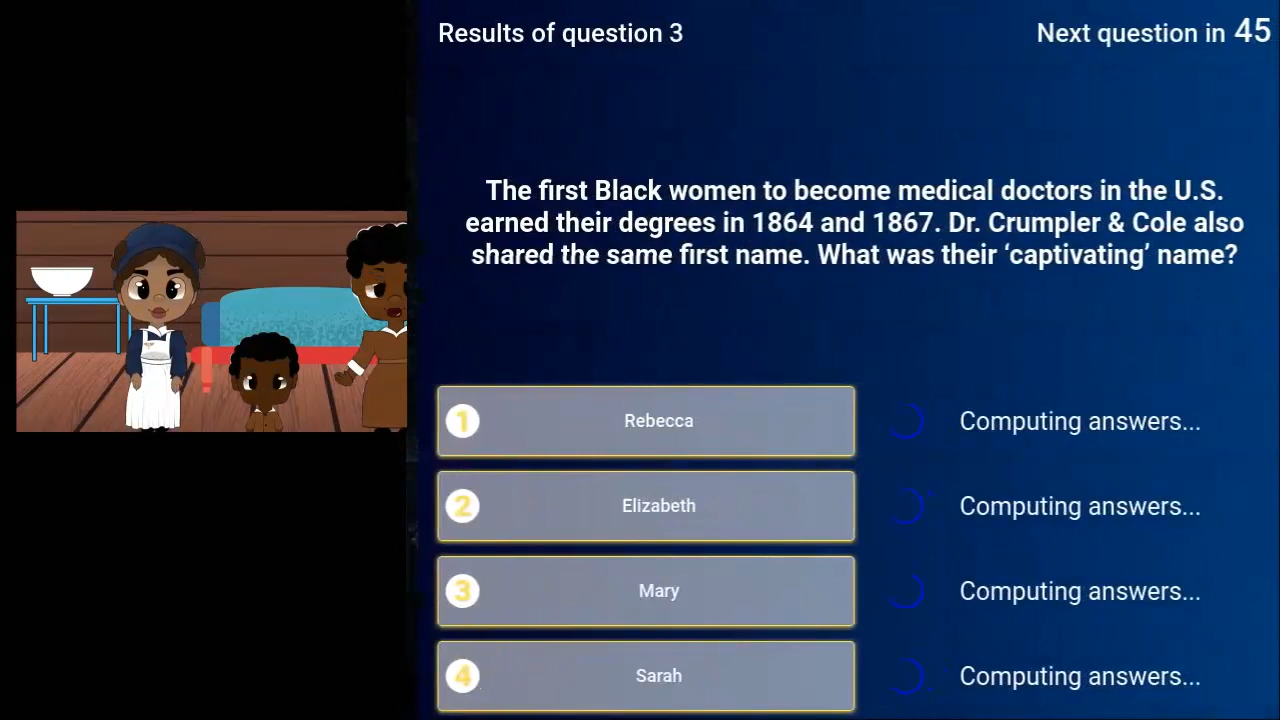 Results of question 3
Next question in 45
The first Black women to become medical doctors in the U.S.
earned their degrees in 1864 and 1867. Dr. Crumpler & Cole also
shared the same first name. What was their ‘captivating’ name?
1 Rebecca Computing answers...
2 Elizabeth Computing answers...
3 Mary Computing answers...
4 Sarah Computing answers...